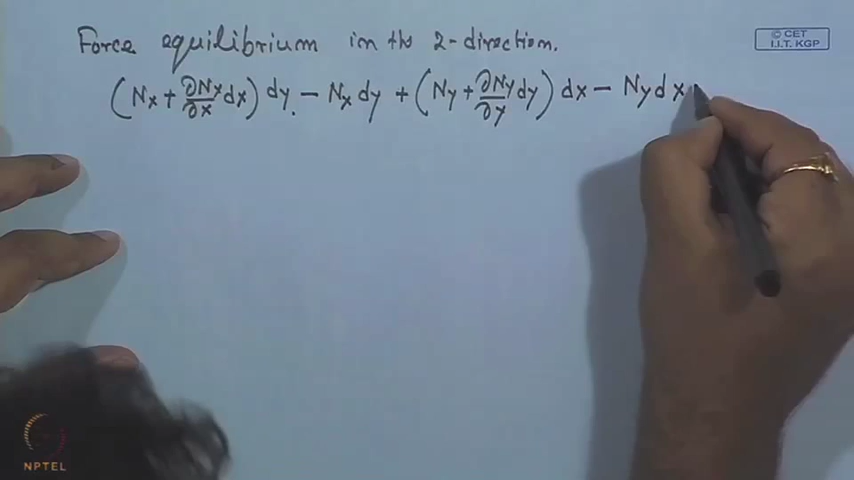 © CET
I.I.T. KGP
Force equilibrium in the 2-direction.
(Nx + ∂Nx/∂x dx) dy - Nx dy + (Ny + ∂Ny/∂y dy) dx - Ny dx
NPTEL